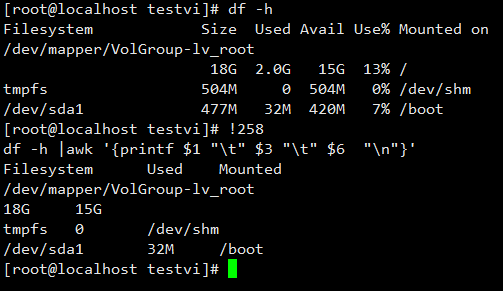 [root@localhost testvi]# df -h
Filesystem            Size  Used Avail Use% Mounted on
/dev/mapper/VolGroup-lv_root
                       18G  2.0G   15G  13% /
tmpfs                 504M     0  504M   0% /dev/shm
/dev/sda1             477M   32M  420M   7% /boot
[root@localhost testvi]# !258
df -h |awk '{printf $1 "\t" $3 "\t" $6  "\n"}'
Filesystem      Used    Mounted
/dev/mapper/VolGroup-lv_root
18G     15G
tmpfs   0       /dev/shm
/dev/sda1       32M     /boot
[root@localhost testvi]#